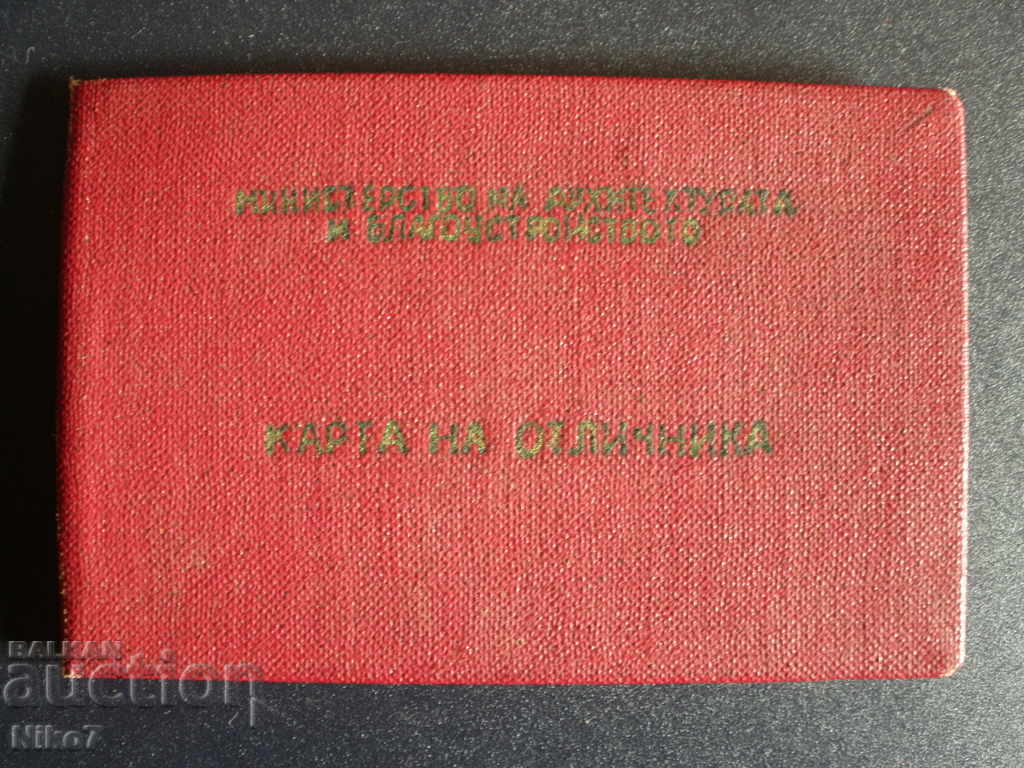 МИНИСТЕРСТВО НА АРХИТЕКТУРАТА
И БЛАГОУСТРОЙСТВОТО
КАРТА НА ОТЛИЧНИКА
BALKAN
auction
Niko7